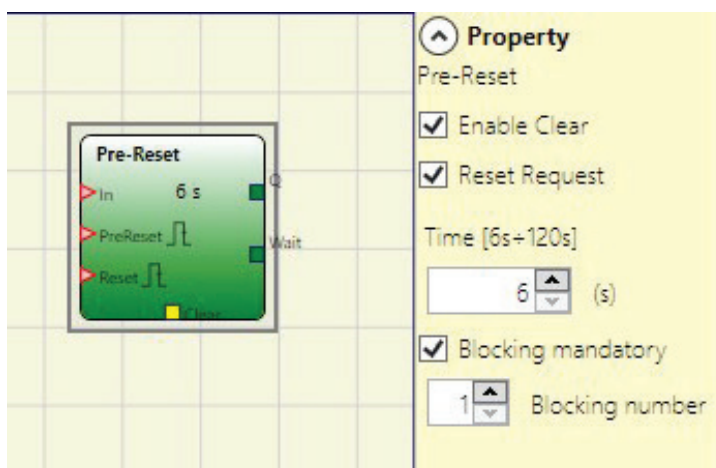 Pre-Reset
In 6 s Q
PreReset
Wait
Reset
Clear
Property
Pre-Reset
Enable Clear
Reset Request
Time [6s÷120s]
6 (s)
Blocking mandatory
1 Blocking number